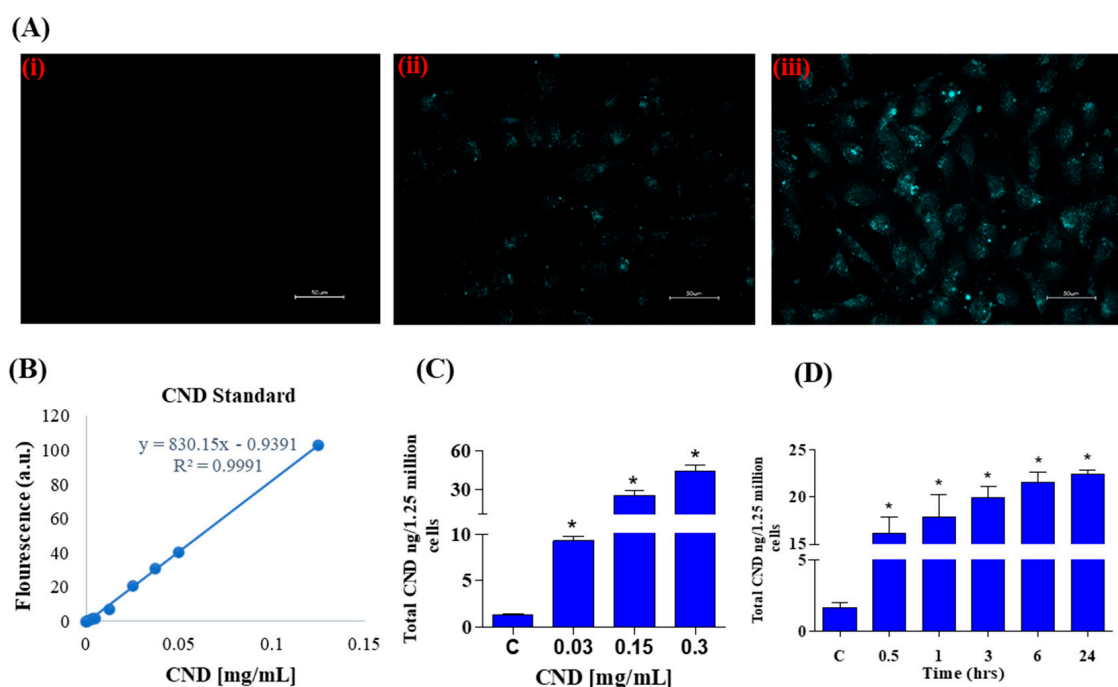 (A)
(i)
(ii)
(iii)
50μm
50μm
50μm
(B)
CND Standard
y = 830.15x - 0.9391
R² = 0.9991
Flourescence (a.u.)
120
100
80
60
40
20
0
0
0.05
0.1
0.15
CND [mg/mL]
(C)
Total CND ng/1.25 million
cells
60
30
10
5
0
*
*
*
C
0.03
0.15
0.3
CND [mg/mL]
(D)
Total CND ng/1.25 million
cells
25
20
15
0
*
*
*
*
*
C
0.5
1
3
6
24
Time (hrs)